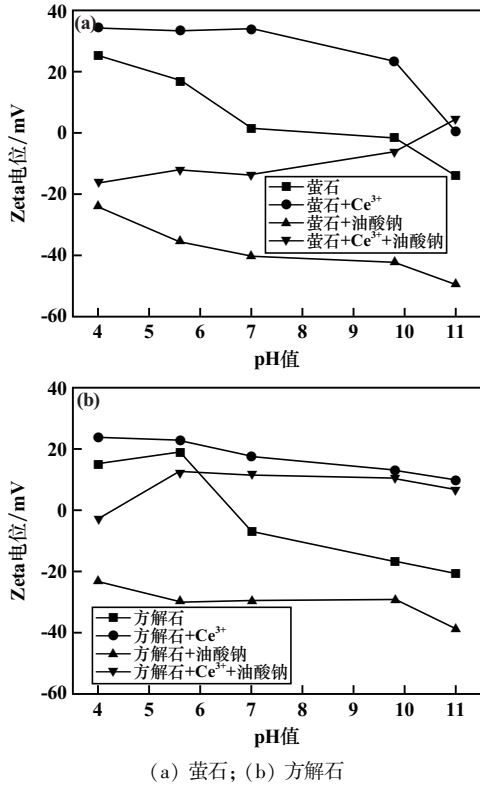 (a)
40
20
0
-20
-40
-60
Zeta电位/mV
萤石
萤石+Ce³⁺
萤石+油酸钠
萤石+Ce³⁺+油酸钠
4 5 6 7 8 9 10 11
pH值
(b)
40
20
0
-20
-40
-60
Zeta电位/mV
方解石
方解石+Ce³⁺
方解石+油酸钠
方解石+Ce³⁺+油酸钠
4 5 6 7 8 9 10 11
pH值
(a) 萤石; (b) 方解石